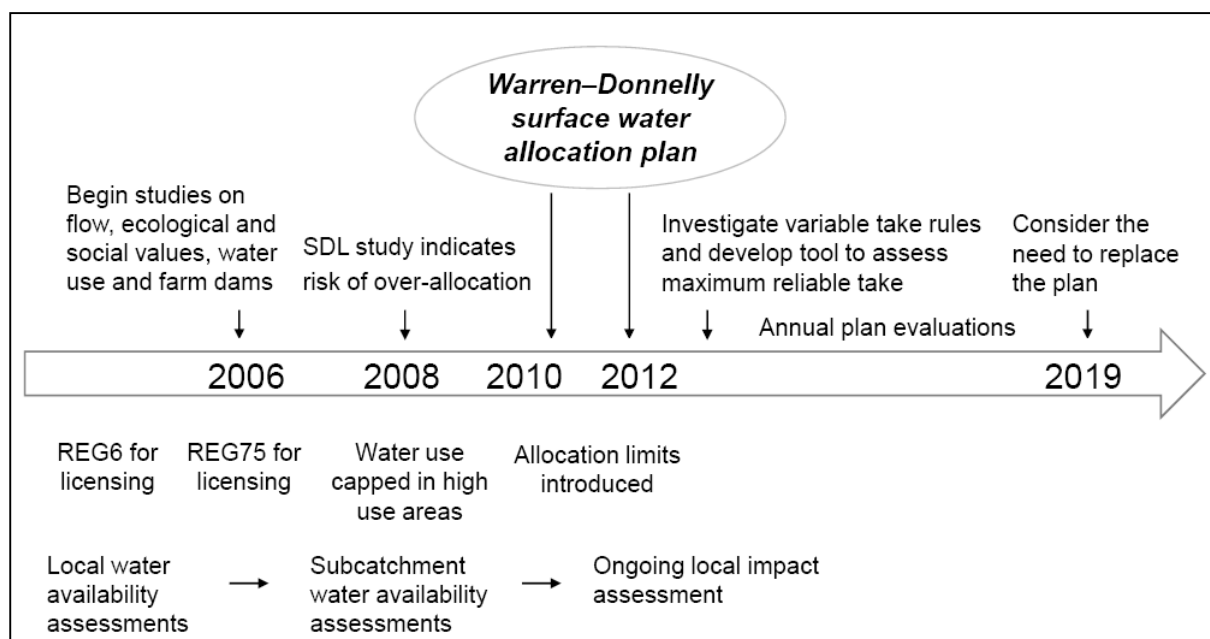 Warren–Donnelly
surface water
allocation plan
Begin studies on
flow, ecological and
social values, water
use and farm dams
SDL study indicates
risk of over-allocation
Investigate variable take rules
and develop tool to assess
maximum reliable take
Consider the
need to replace
the plan
Annual plan evaluations
2006
2008
2010
2012
2019
REG6 for
licensing
REG75 for
licensing
Water use
capped in high
use areas
Allocation limits
introduced
Local water
availability
assessments
Subcatchment
water availability
assessments
Ongoing local impact
assessment